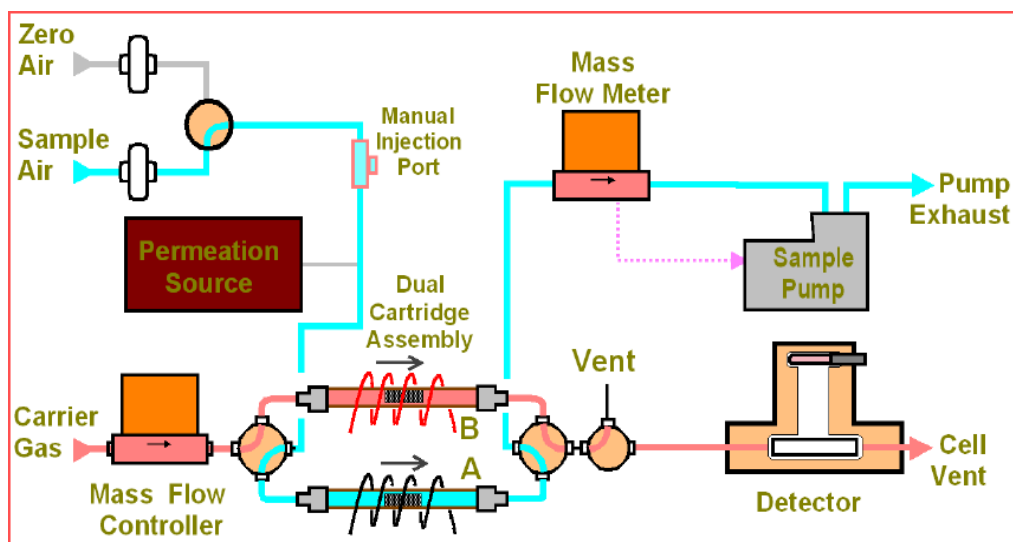 Zero
Air
Sample
Air
Manual
Injection
Port
Mass
Flow Meter
Pump
Exhaust
Sample
Pump
Permeation
Source
Dual
Cartridge
Assembly
Vent
B
A
Carrier
Gas
Mass Flow
Controller
Detector
Cell
Vent